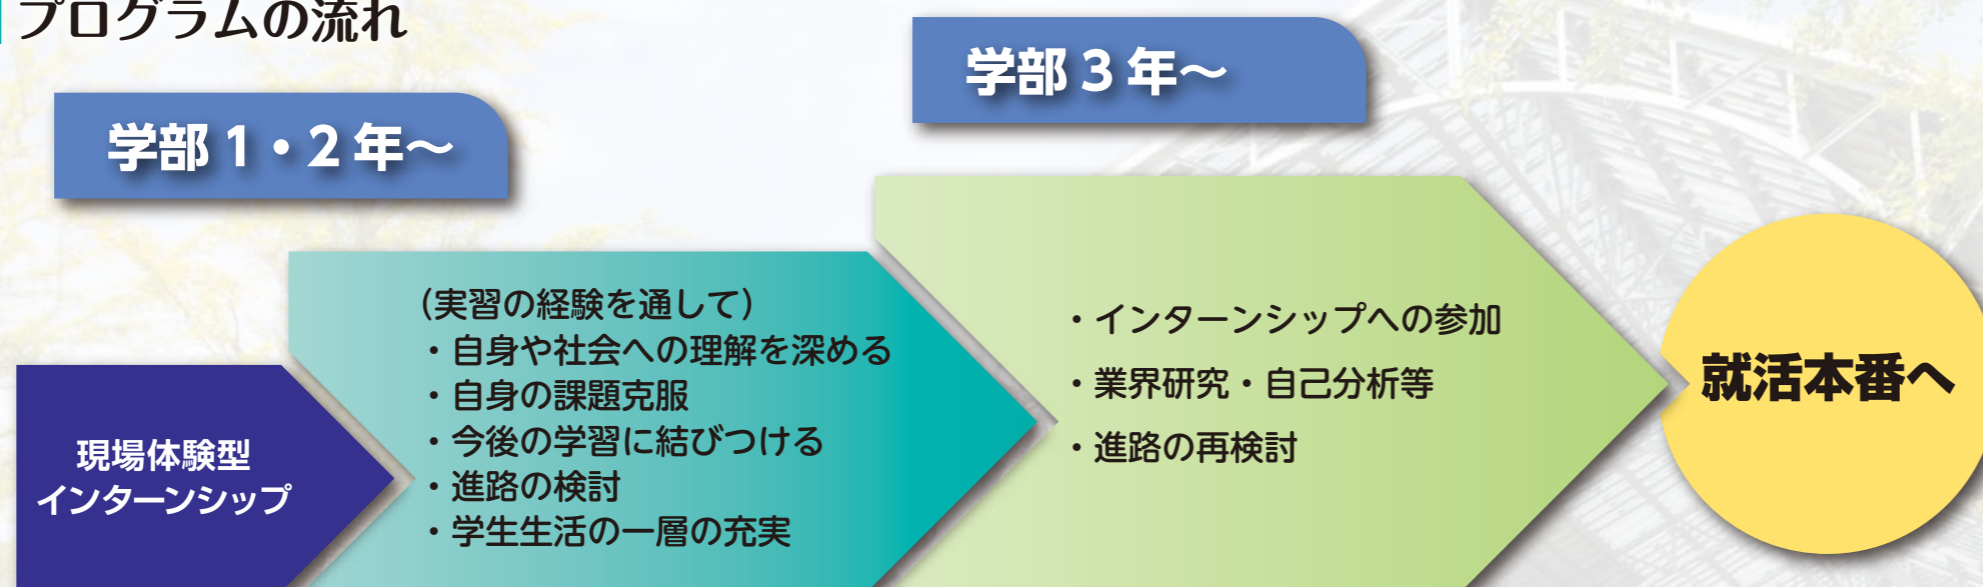 プログラムの流れ
学部1・2年～
学部3年～
現場体験型
インターンシップ
（実習の経験を通して）
・自身や社会への理解を深める
・自身の課題克服
・今後の学習に結びつける
・進路の検討
・学生生活の一層の充実
・インターンシップへの参加
・業界研究・自己分析等
・進路の再検討
就活本番へ